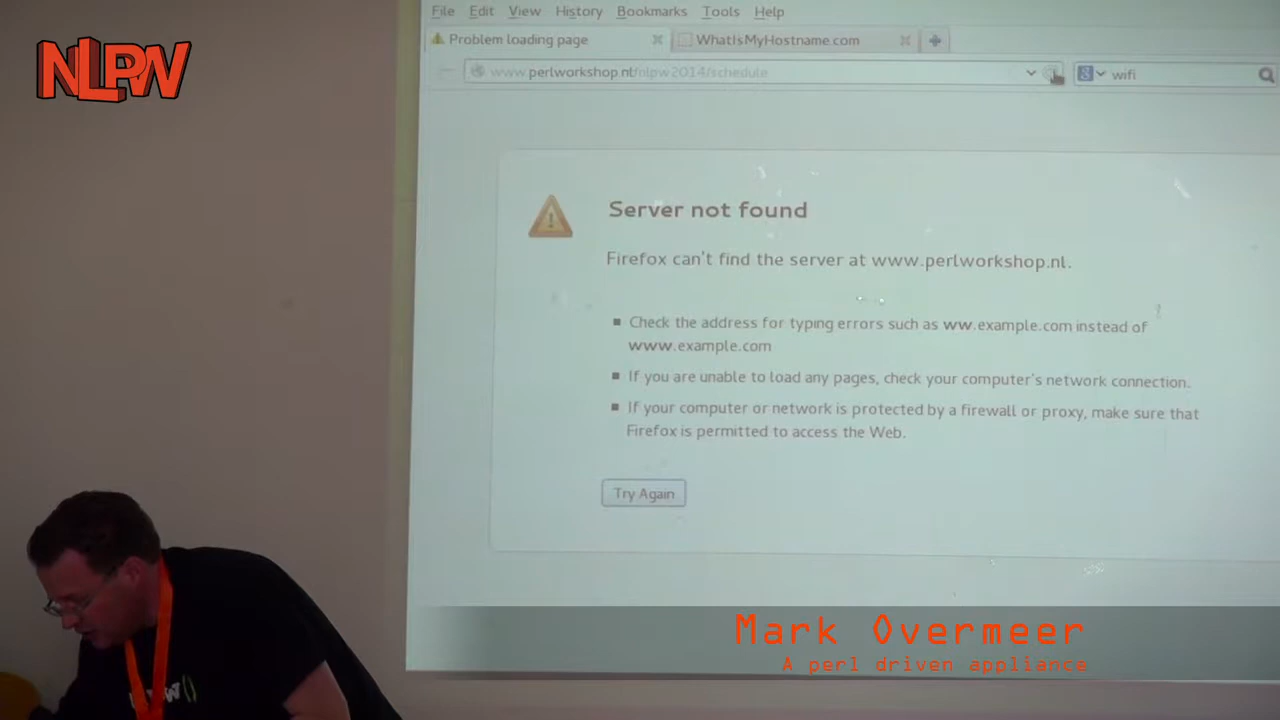 File Edit View History Bookmarks Tools Help
NLPW
Problem loading page
WhatIsMyHostname.com
www.perlworkshop.nl/nlpw2014/schedule
wifi
Server not found
Firefox can't find the server at www.perlworkshop.nl.
Check the address for typing errors such as ww.example.com instead of
www.example.com
If you are unable to load any pages, check your computer's network connection.
If your computer or network is protected by a firewall or proxy, make sure that
Firefox is permitted to access the Web.
Try Again
Mark Overmeer
A perl driven appliance